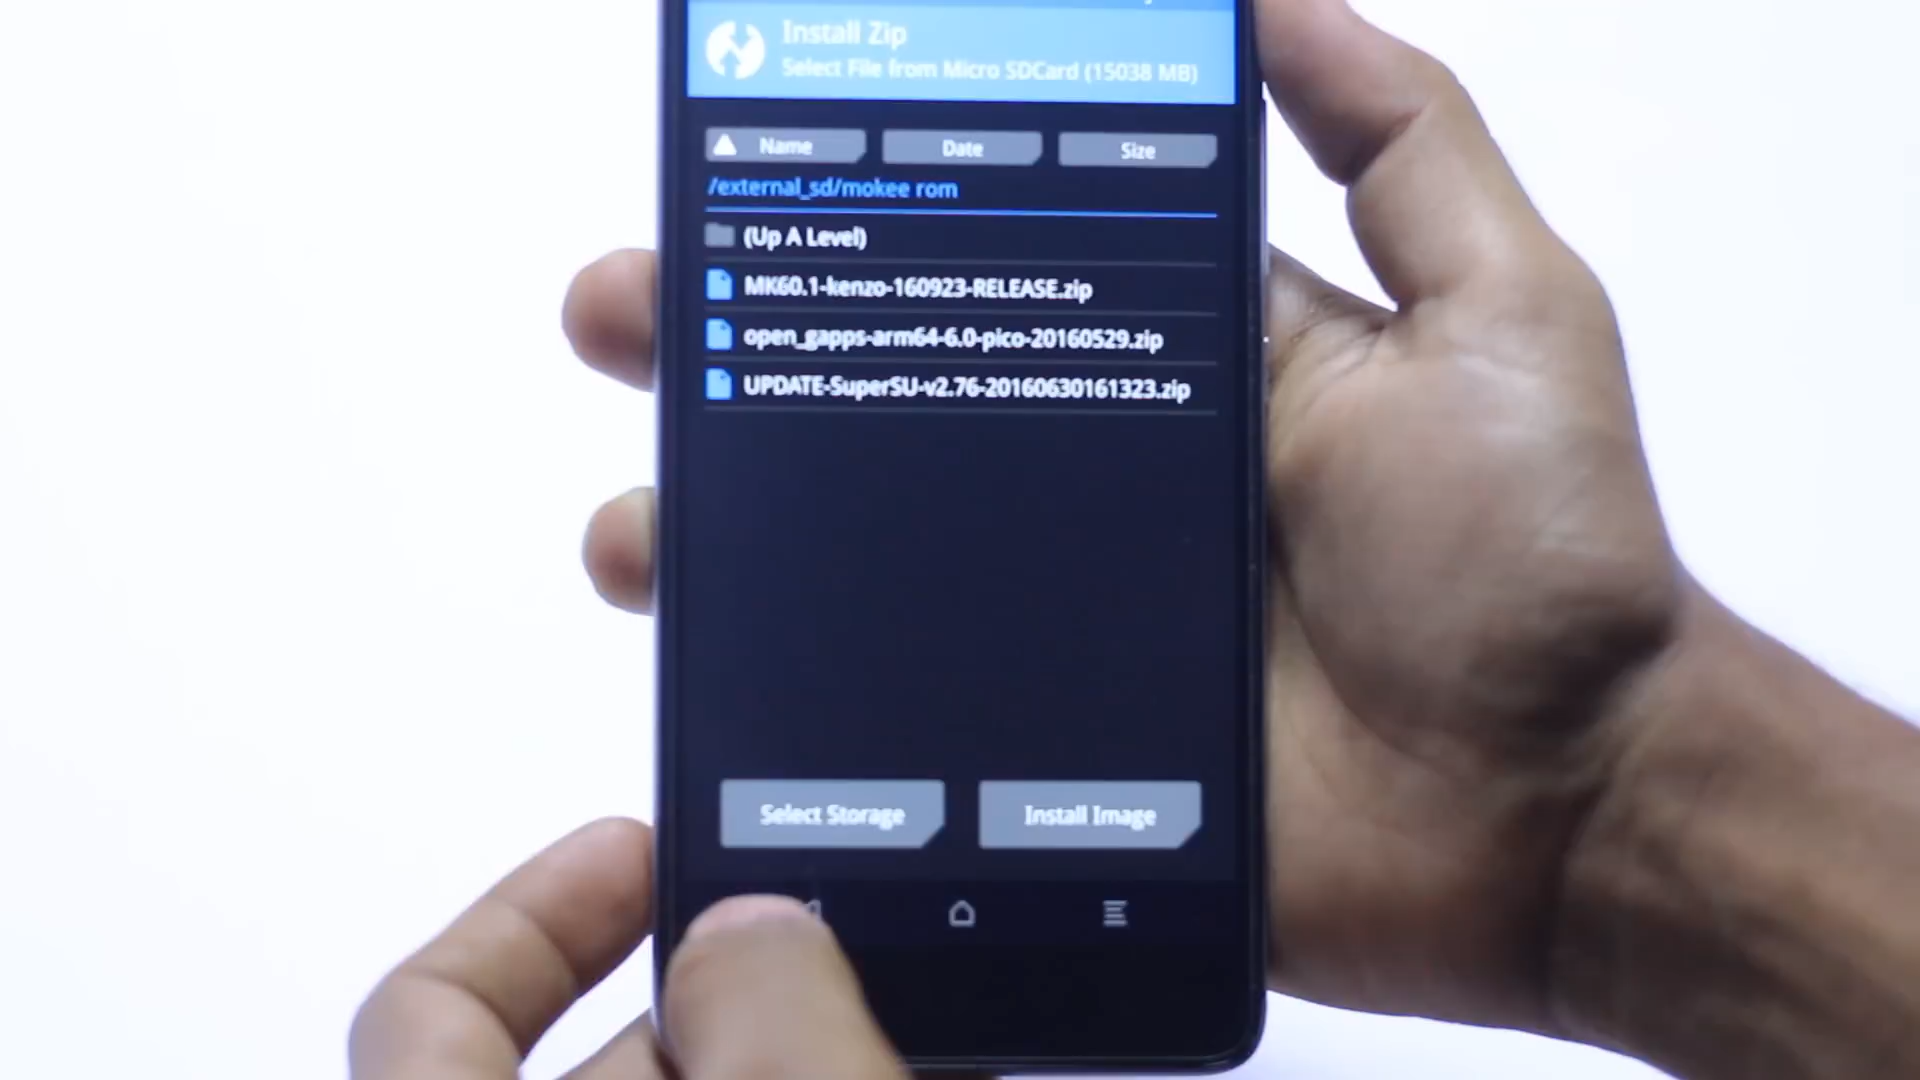 Install Zip
Select File from Micro SDCard (15038 MB)
Name Date Size
/external_sd/mokee rom
(Up A Level)
MK60.1-kenzo-160923-RELEASE.zip
open_gapps-arm64-6.0-pico-20160529.zip
UPDATE-SuperSU-v2.76-20160630161323.zip
Select Storage Install Image